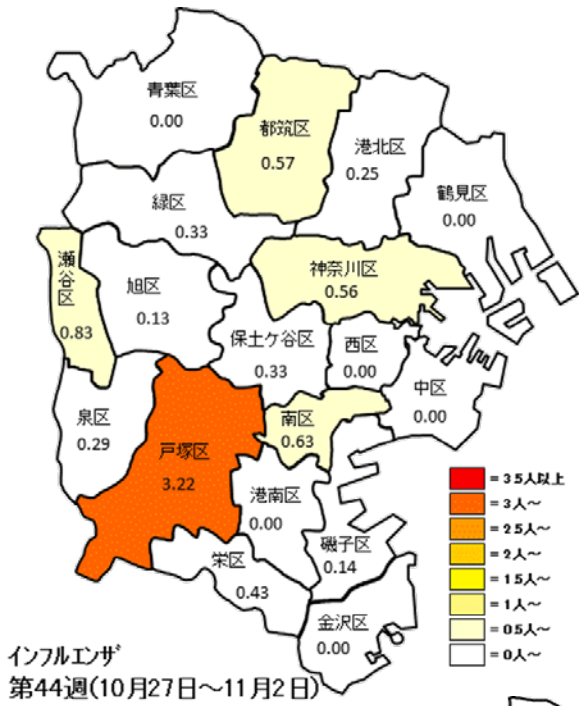 青葉区
0.00
都筑区
0.57
港北区
0.25
鶴見区
0.00
緑区
0.33
瀬谷区
0.83
旭区
0.13
神奈川区
0.56
保土ケ谷区
0.33
西区
0.00
中区
0.00
泉区
0.29
戸塚区
3.22
南区
0.63
港南区
0.00
磯子区
0.14
栄区
0.43
金沢区
0.00
=3.5人以上
=3人~
=2.5人~
=2人~
=1.5人~
=1人~
=0.5人~
=0人~
インフルエンザ
第44週(10月27日~11月2日)